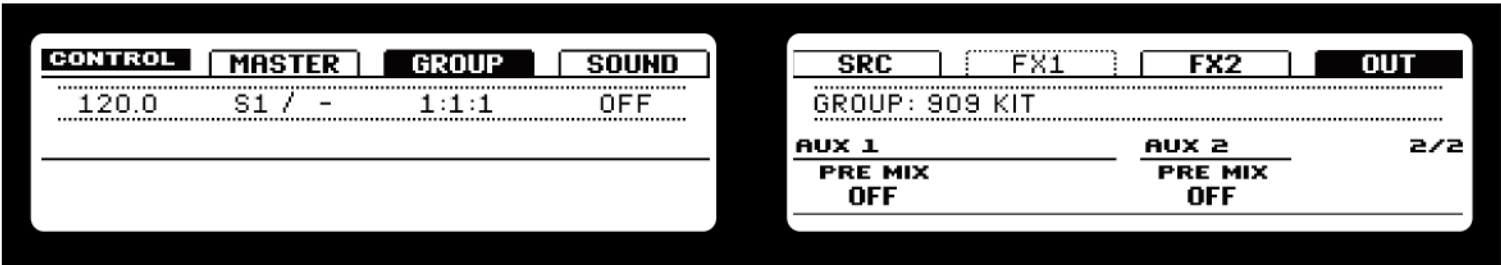 CONTROL MASTER GROUP SOUND
120.0 S1 / - 1:1:1 OFF
SRC FX1 FX2 OUT
GROUP: 909 KIT
AUX 1 AUX 2 2/2
PRE MIX PRE MIX
OFF OFF